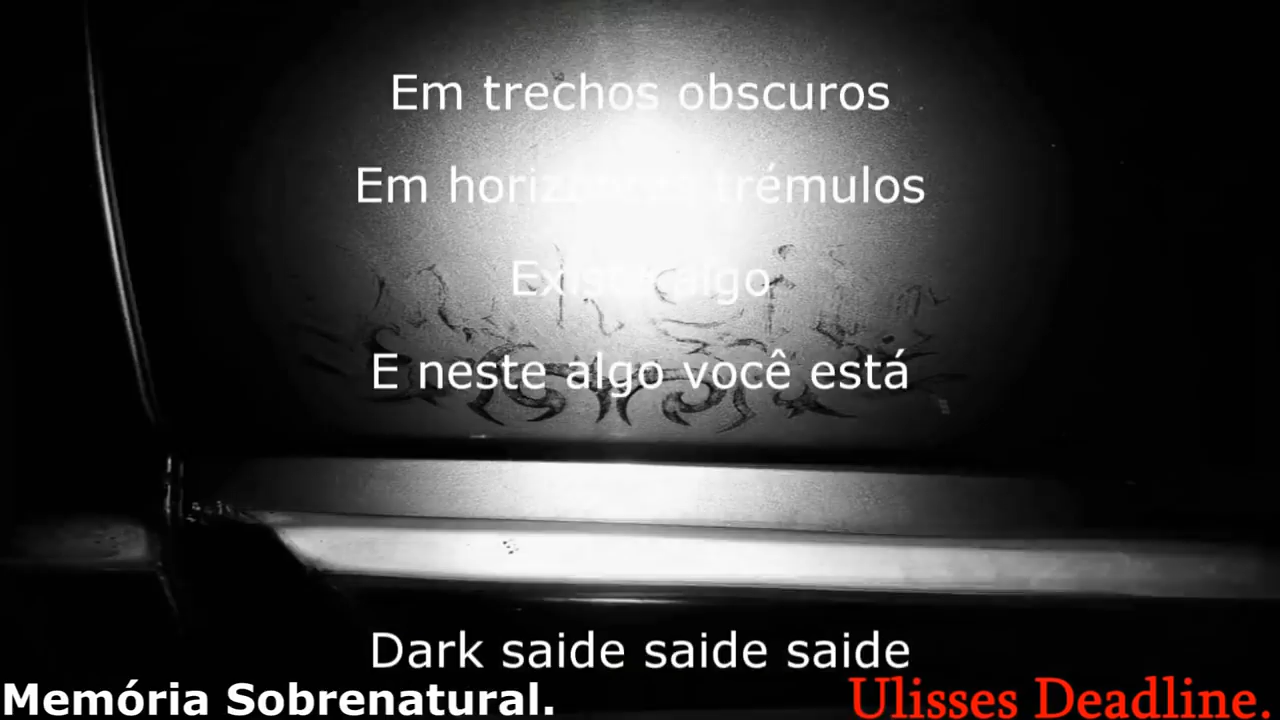 Em trechos obscuros
Em horizontes trémulos
Existe algo
E neste algo você está
Dark saide saide saide
Memória Sobrenatural.
Ulisses Deadline.